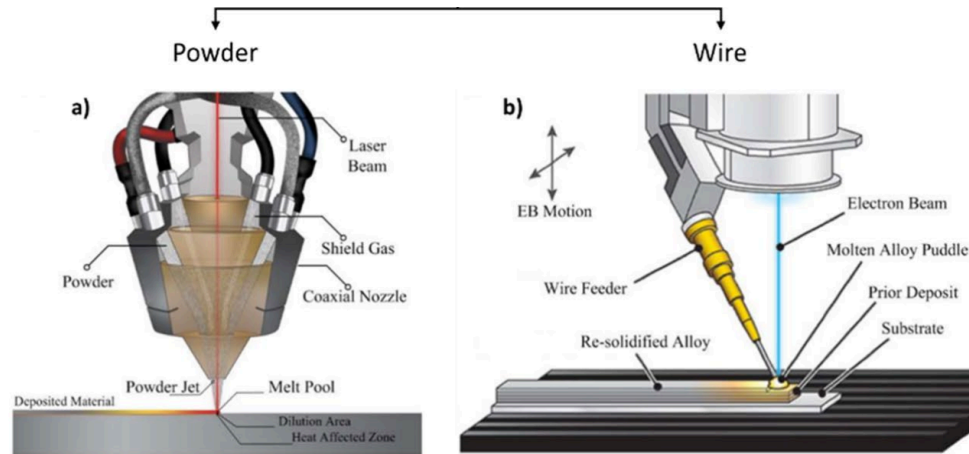 Powder
Wire
a)
Laser
Beam
Shield Gas
Powder
Coaxial Nozzle
Powder Jet
Melt Pool
Deposited Material
Dilution Area
Heat Affected Zone
b)
EB Motion
Electron Beam
Molten Alloy Puddle
Wire Feeder
Prior Deposit
Substrate
Re-solidified Alloy